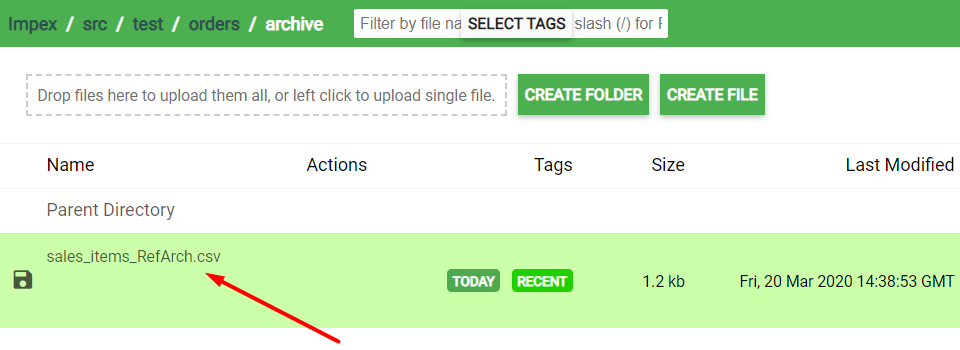 Impex / src / test / orders / archive Filter by file na SELECT TAGS slash (/) for F
Drop files here to upload them all, or left click to upload single file. CREATE FOLDER CREATE FILE
Name Actions Tags Size Last Modified
Parent Directory
sales_items_RefArch.csv
TODAY RECENT 1.2 kb Fri, 20 Mar 2020 14:38:53 GMT